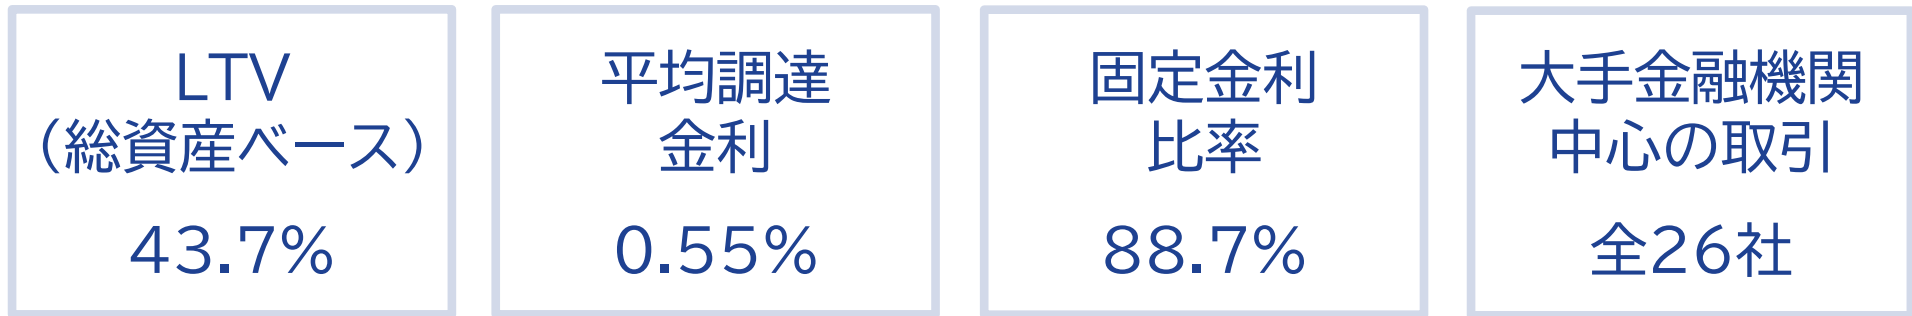 LTV
（総資産ベース）
43.7%
平均調達
金利
0.55%
固定金利
比率
88.7%
大手金融機関
中心の取引
全26社